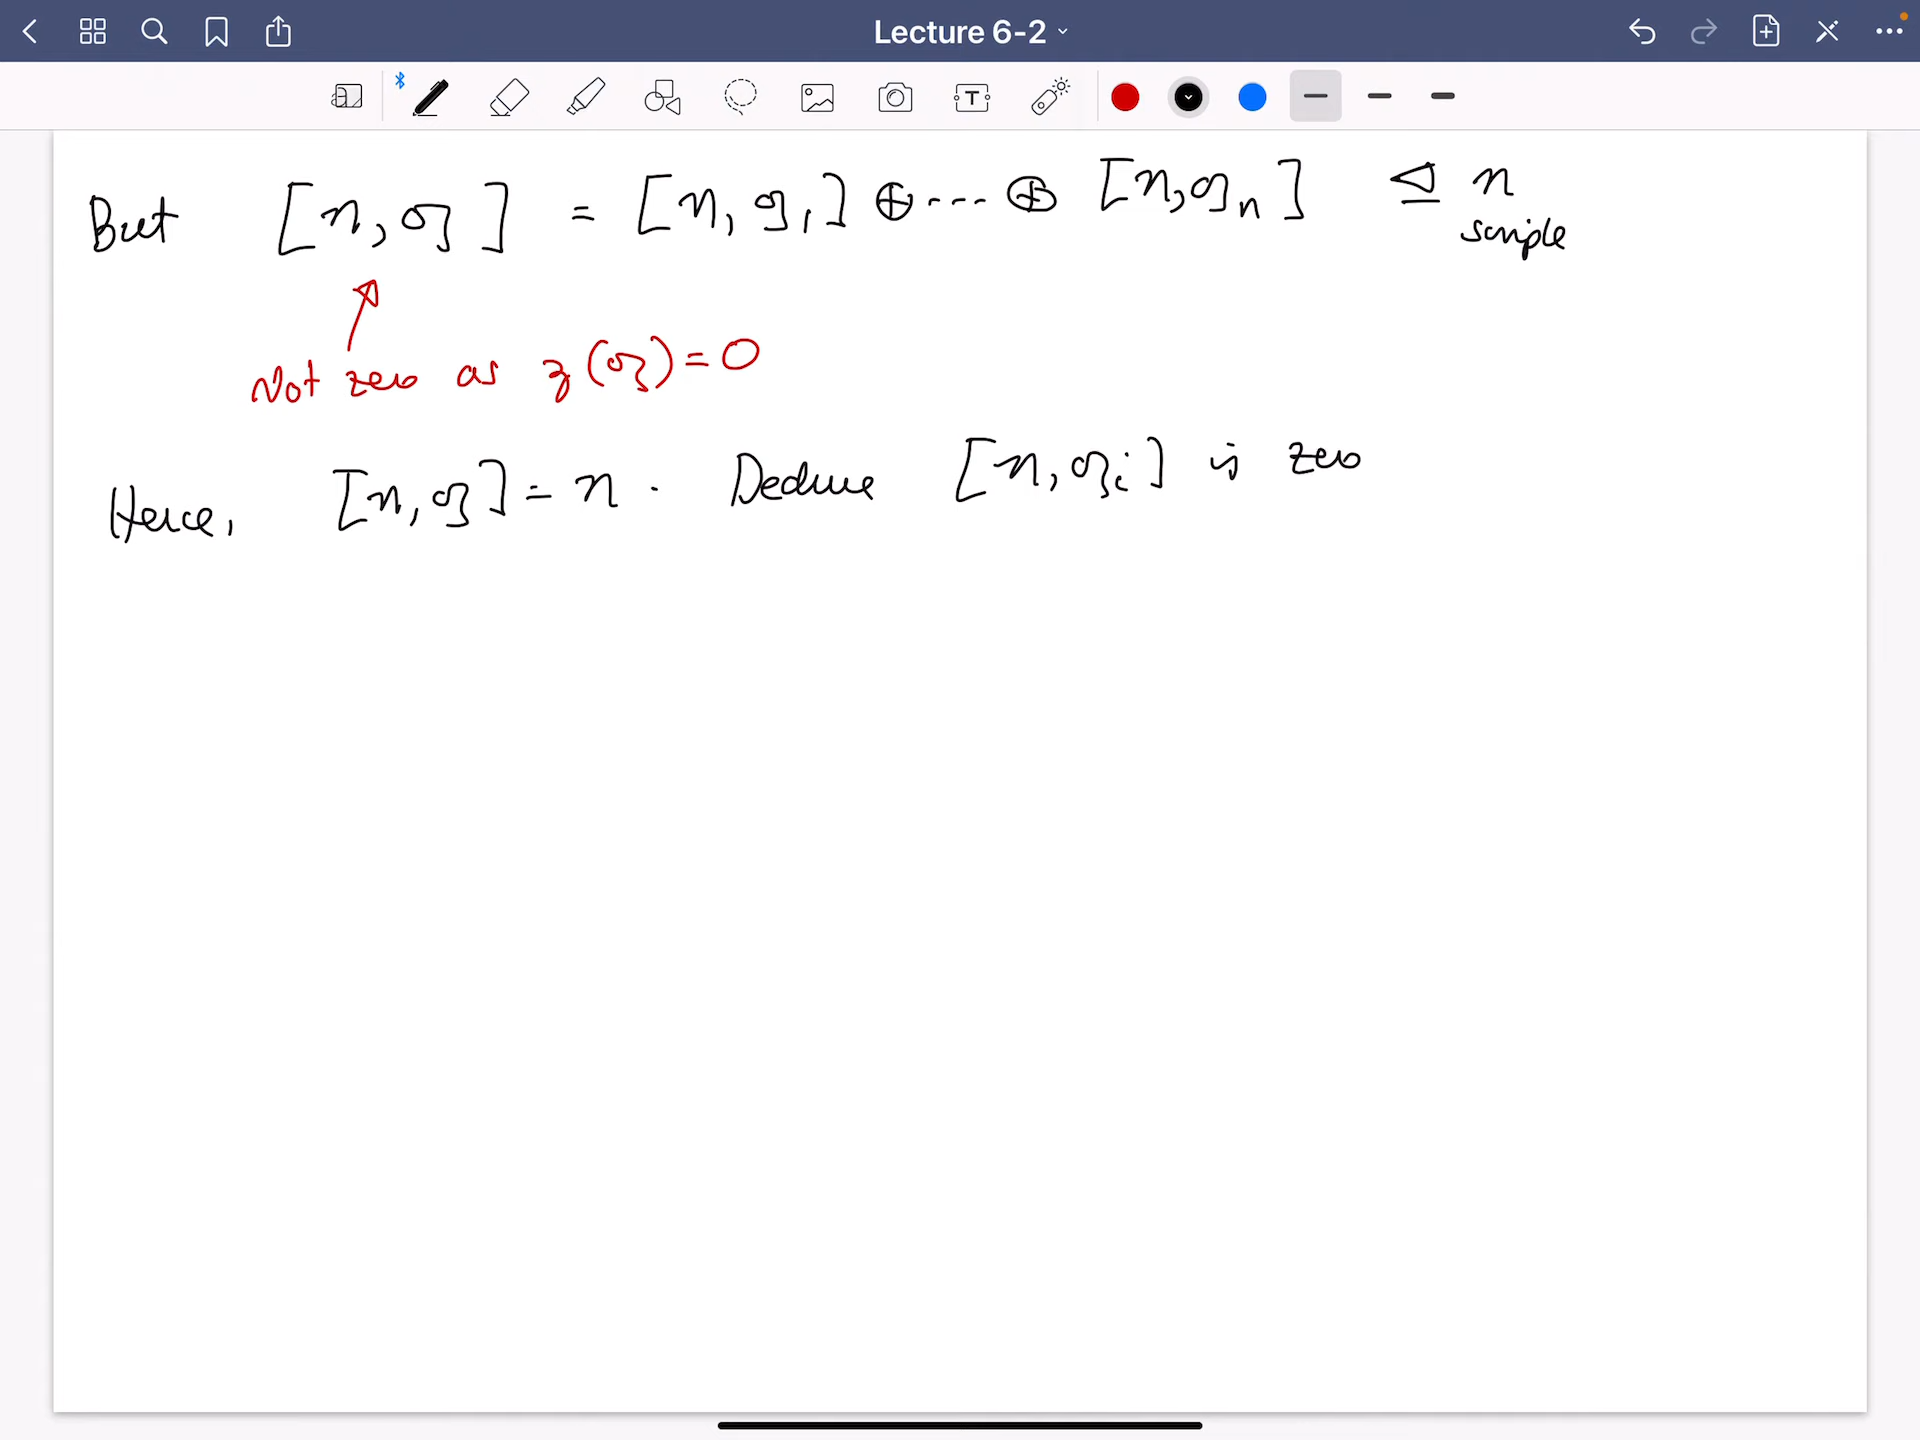 Lecture 6-2
But [𝔫, 𝔤] = [𝔫, 𝔤₁] ⊕ --- ⊕ [𝔫, 𝔤ₙ] ⊴ 𝔫
simple
Not zero as 𝔷(𝔤) = 0
Hence, [𝔫, 𝔤] = 𝔫 . Deduce [𝔫, 𝔤ᵢ] is zero